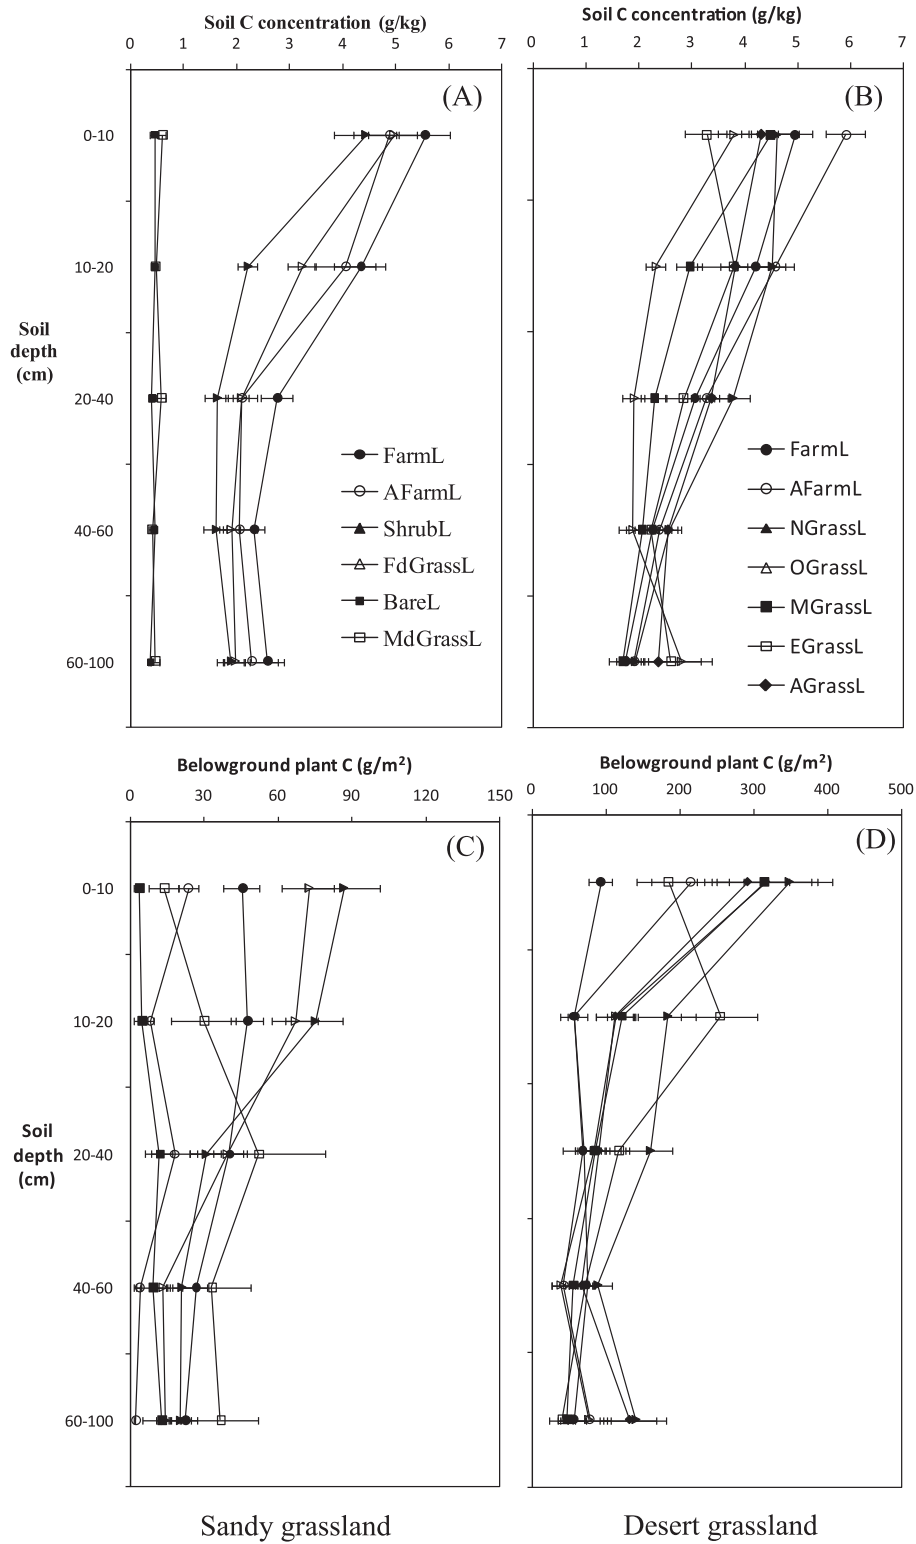 Soil C concentration (g/kg)
0 1 2 3 4 5 6 7
(A)
0-10
10-20
20-40
40-60
60-100
Soil
depth
(cm)
FarmL
AFarmL
ShrubL
FdGrassL
BareL
MdGrassL
Soil C concentration (g/kg)
0 1 2 3 4 5 6 7
(B)
FarmL
AFarmL
NGrassL
OGrassL
MGrassL
EGrassL
AGrassL
Belowground plant C (g/m²)
0 30 60 90 120 150
(C)
0-10
10-20
20-40
40-60
60-100
Soil
depth
(cm)
Sandy grassland
Belowground plant C (g/m²)
0 100 200 300 400 500
(D)
Desert grassland